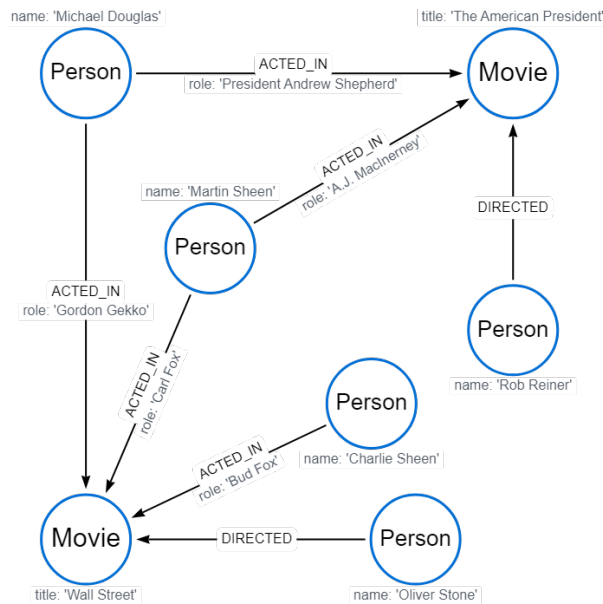 name: 'Michael Douglas'
title: 'The American President'
Person
ACTED_IN
role: 'President Andrew Shepherd'
Movie
ACTED_IN
role: 'A.J. MacInerney'
name: 'Martin Sheen'
Person
DIRECTED
ACTED_IN
role: 'Gordon Gekko'
Person
name: 'Rob Reiner'
ACTED_IN
role: 'Carl Fox'
Person
name: 'Charlie Sheen'
ACTED_IN
role: 'Bud Fox'
Movie
title: 'Wall Street'
DIRECTED
Person
name: 'Oliver Stone'